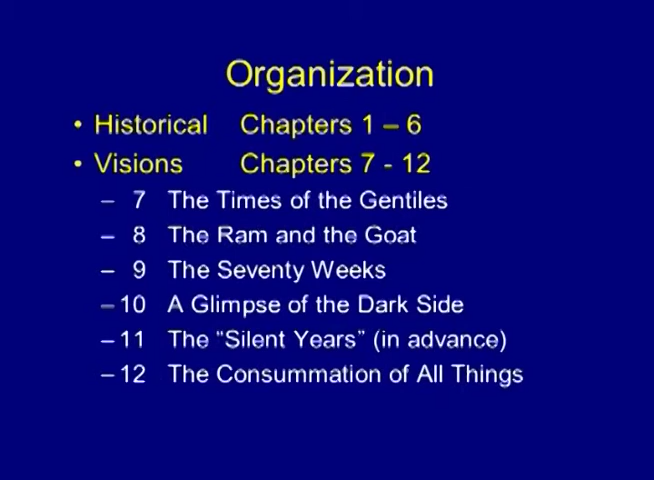 Organization
• Historical Chapters 1 – 6
• Visions Chapters 7 - 12
– 7 The Times of the Gentiles
– 8 The Ram and the Goat
– 9 The Seventy Weeks
– 10 A Glimpse of the Dark Side
– 11 The “Silent Years” (in advance)
– 12 The Consummation of All Things